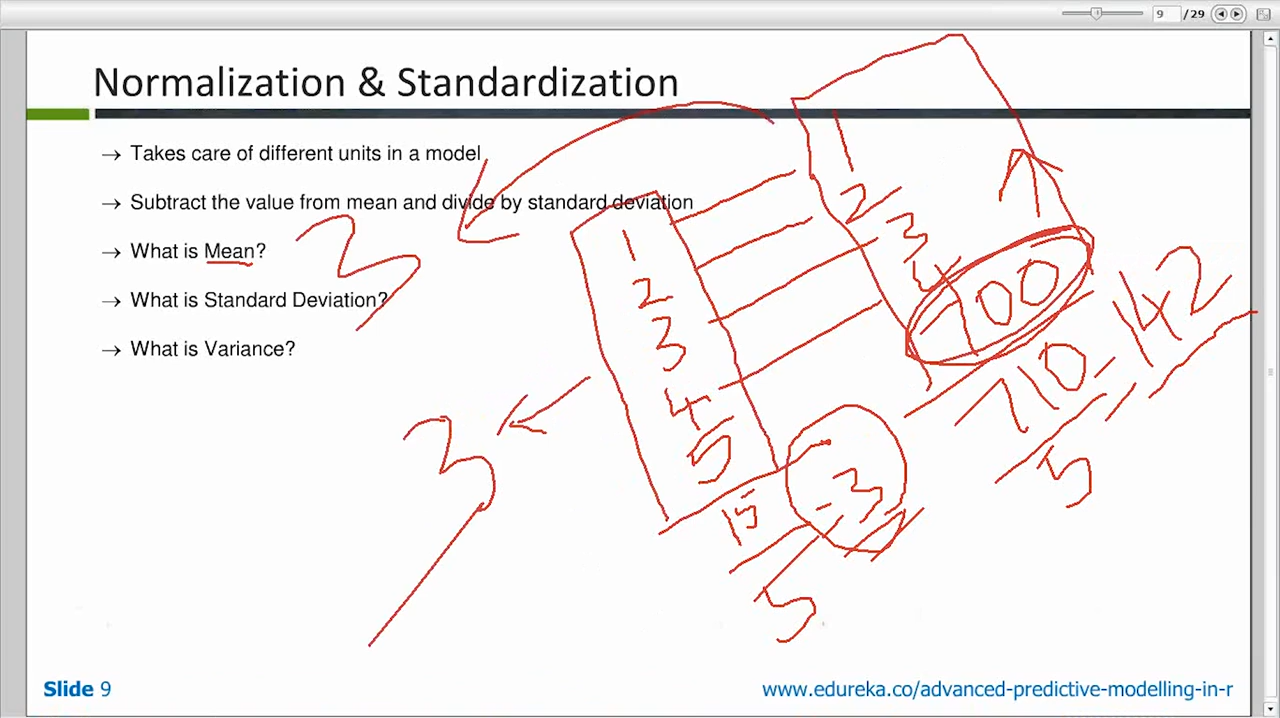 9 /29
Normalization & Standardization
→ Takes care of different units in a model
→ Subtract the value from mean and divide by standard deviation
→ What is Mean?
→ What is Standard Deviation?
→ What is Variance?
3
1
2
3
4
5
15
5
= 3
3
1
2
3
4
100
5
Slide 9
www.edureka.co/advanced-predictive-modelling-in-r